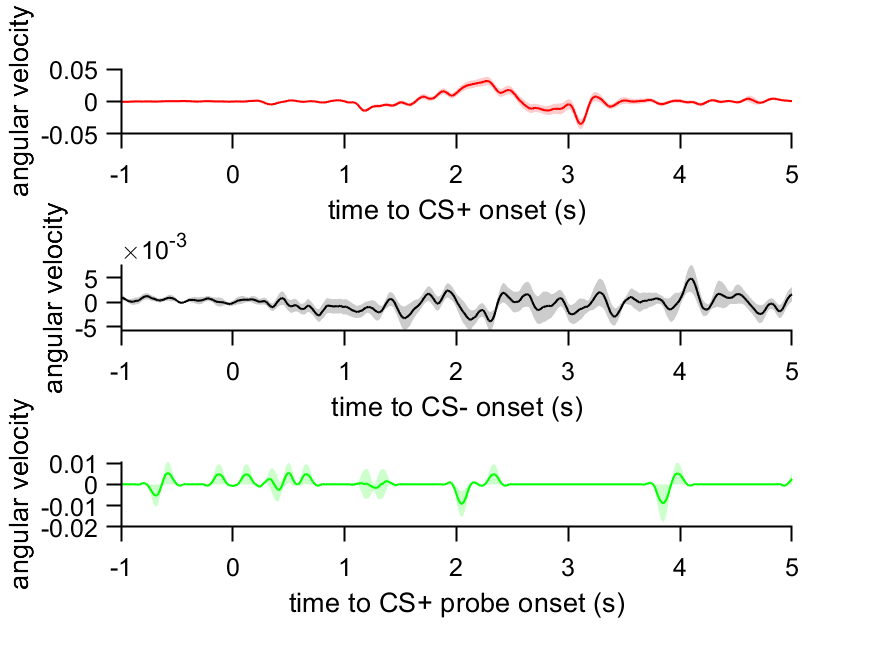 angular velocity
0.05
0
-0.05
-1 0 1 2 3 4 5
time to CS+ onset (s)
×10-3
angular velocity
5
0
-5
-1 0 1 2 3 4 5
time to CS- onset (s)
angular velocity
0.01
0
-0.01
-0.02
-1 0 1 2 3 4 5
time to CS+ probe onset (s)